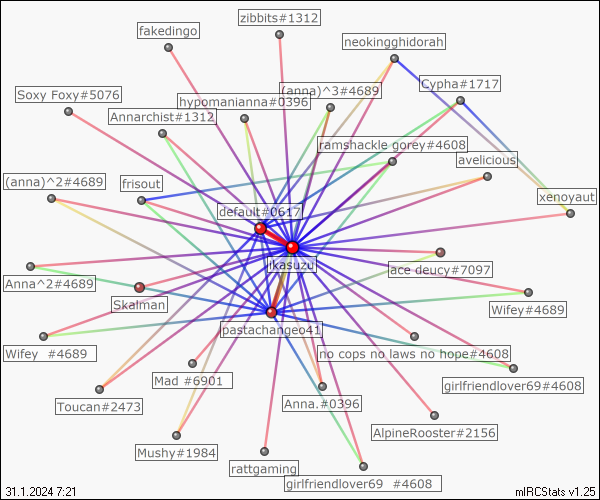 zibbits#1312
fakedingo
neokingghidorah
Cypha#1717
(anna)^3#4689
Soxy Foxy#5076
hypomanianna#0396
Annarchist#1312
ramshackle gorey#4608
avelicious
(anna)^2#4689
frisout
xenoyaut
default#0617
ikasuzu
ace deucy#7097
Anna^2#4689
Skalman
Wifey#4689
pastachangeo41
Wifey  #4689
no cops no laws no hope#4608
Mad #6901
girlfriendlover69#4608
Toucan#2473
Anna.#0396
AlpineRooster#2156
Mushy#1984
rattgaming
girlfriendlover69  #4608
31.1.2024 7:21
mIRCStats v1.25